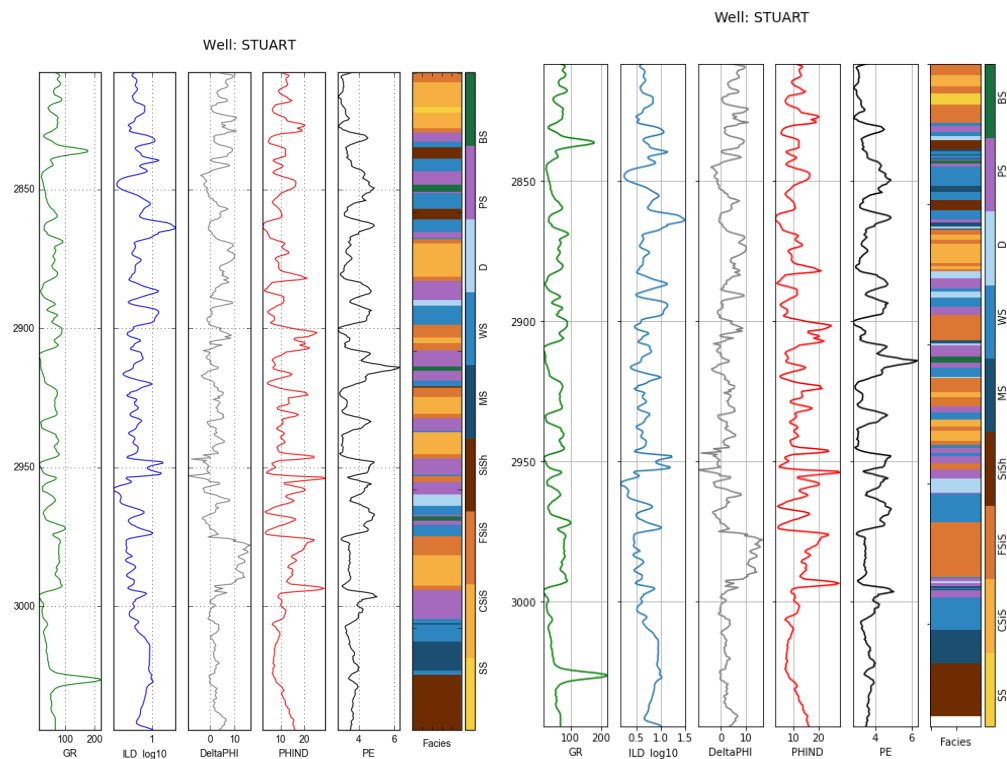 Well: STUART
2850
2900
2950
3000
100 200
1
0 10
10 20
4 6
GR
ILD_log10
DeltaPHI
PHIND
PE
Facies
BS
PS
D
WS
MS
SiSh
FSiS
CSiS
SS
Well: STUART
2850
2900
2950
3000
100 200
0.5 1.0 1.5
0 10
10 20
4 6
GR
ILD_log10
DeltaPHI
PHIND
PE
Facies
BS
PS
D
WS
MS
SiSh
FSiS
CSiS
SS